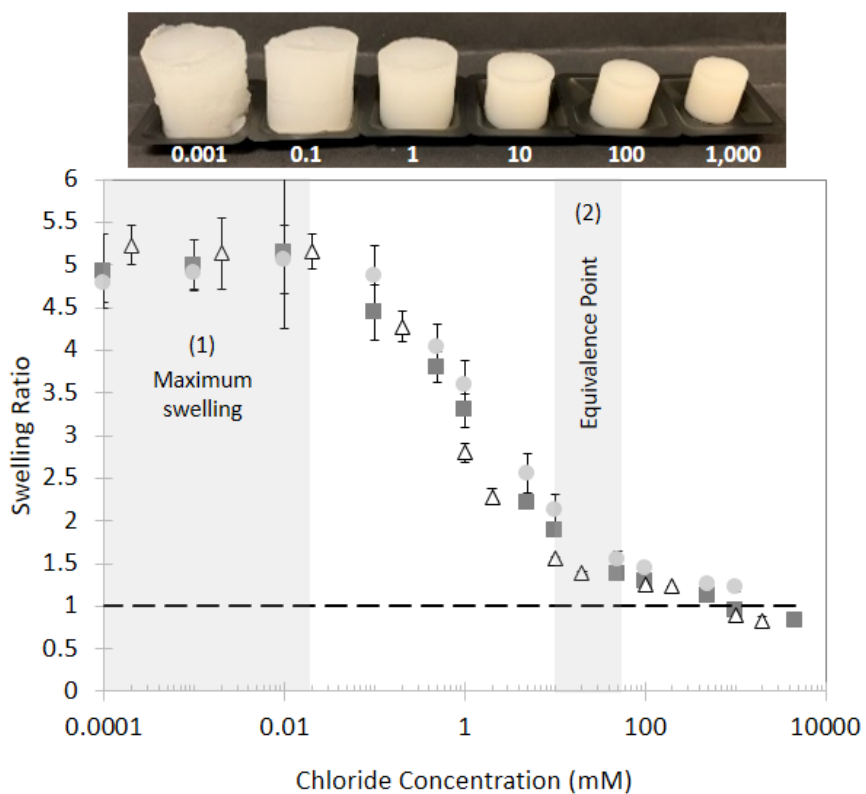 0.001 0.1 1 10 100 1,000
6
5.5
5
4.5
4
3.5
3
2.5
2
1.5
1
0.5
0
Swelling Ratio
(1)
Maximum
swelling
(2)
Equivalence Point
0.0001 0.01 1 100 10000
Chloride Concentration (mM)